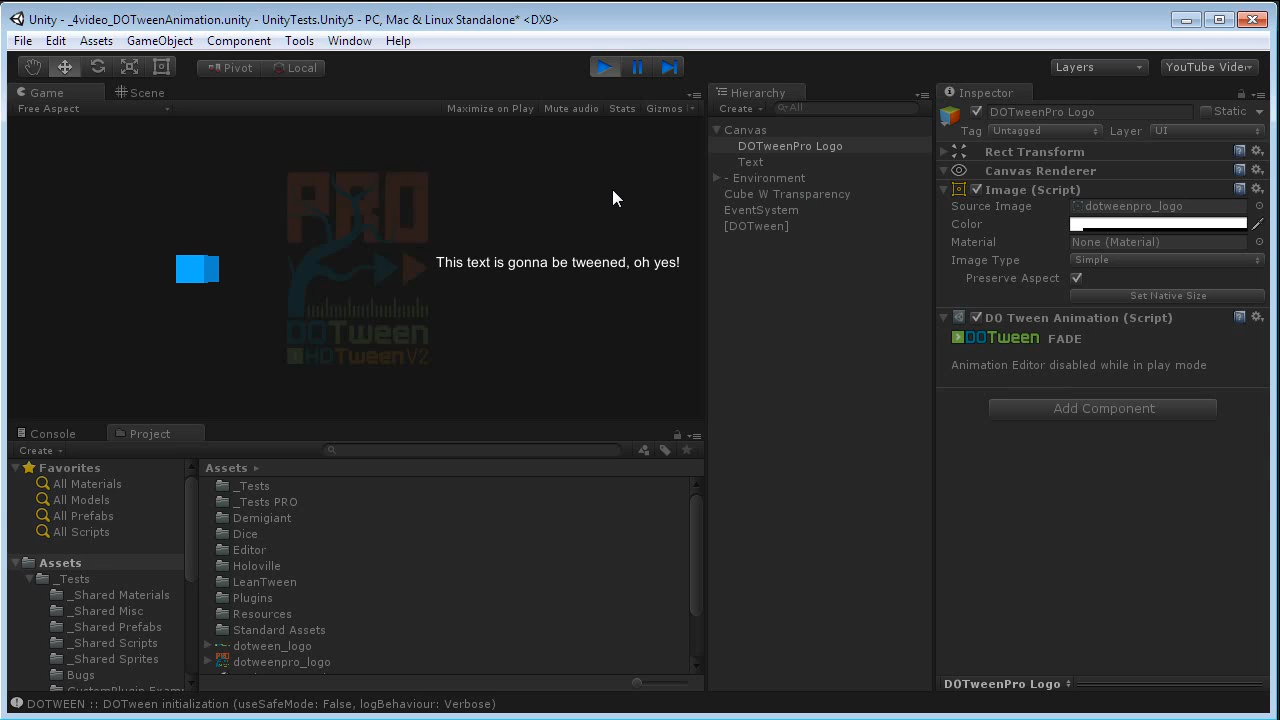 Unity - _4video_DOTweenAnimation.unity - UnityTests.Unity5 - PC, Mac & Linux Standalone* <DX9>
File Edit Assets GameObject Component Tools Window Help
Pivot Local Layers YouTube Vide
Game Scene
Free Aspect Maximize on Play Mute audio Stats Gizmos
PRO
This text is gonna be tweened, oh yes!
DOTween
HOTween V2
Hierarchy
Create All
Canvas
DOTweenPro Logo
Text
- Environment
Cube W Transparency
EventSystem
[DOTween]
Inspector
DOTweenPro Logo Static
Tag Untagged Layer UI
Rect Transform
Canvas Renderer
Image (Script)
Source Image dotweenpro_logo
Color
Material None (Material)
Image Type Simple
Preserve Aspect
Set Native Size
DO Tween Animation (Script)
DOTween FADE
Animation Editor disabled while in play mode
Add Component
DOTweenPro Logo
Console Project
Create
Favorites
All Materials
All Models
All Prefabs
All Scripts
Assets
_Tests
_Shared Materials
_Shared Misc
_Shared Prefabs
_Shared Scripts
_Shared Sprites
Bugs
Assets
_Tests
_Tests PRO
Demigiant
Dice
Editor
Holoville
LeanTween
Plugins
Resources
Standard Assets
dotween_logo
dotweenpro_logo
DOTWEEN :: DOTween initialization (useSafeMode: False, logBehaviour: Verbose)